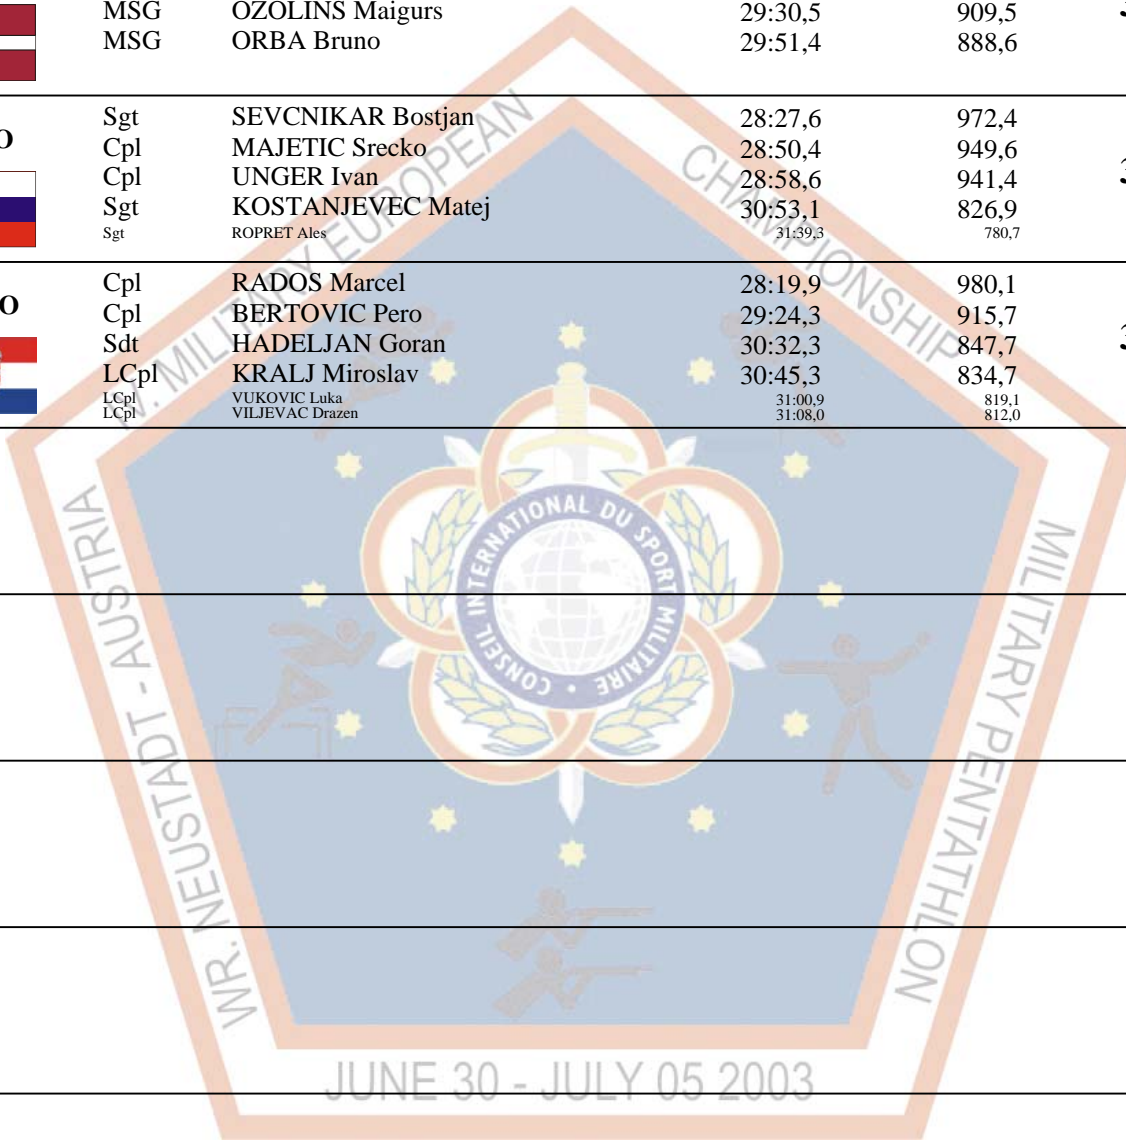 MSG OZOLINS Maigurs 29:30,5 909,5
MSG ORBA Bruno 29:51,4 888,6
Sgt SEVCNIKAR Bostjan 28:27,6 972,4
Cpl MAJETIC Srecko 28:50,4 949,6
Cpl UNGER Ivan 28:58,6 941,4
Sgt KOSTANJEVEC Matej 30:53,1 826,9
Sgt ROPRET Ales 31:39,3 780,7
Cpl RADOS Marcel 28:19,9 980,1
Cpl BERTOVIC Pero 29:24,3 915,7
Sdt HADELJAN Goran 30:32,3 847,7
LCpl KRALJ Miroslav 30:45,3 834,7
LCpl VUKOVIC Luka 31:00,9 819,1
LCpl VILJEVAC Drazen 31:08,0 812,0
V. MILITARY EUROPEAN
CHAMPIONSHIP
MILITARY PENTATHLON
WR. NEUSTADT - AUSTRIA
CONSEIL INTERNATIONAL DU SPORT MILITAIRE
JUNE 30 - JULY 05 2003